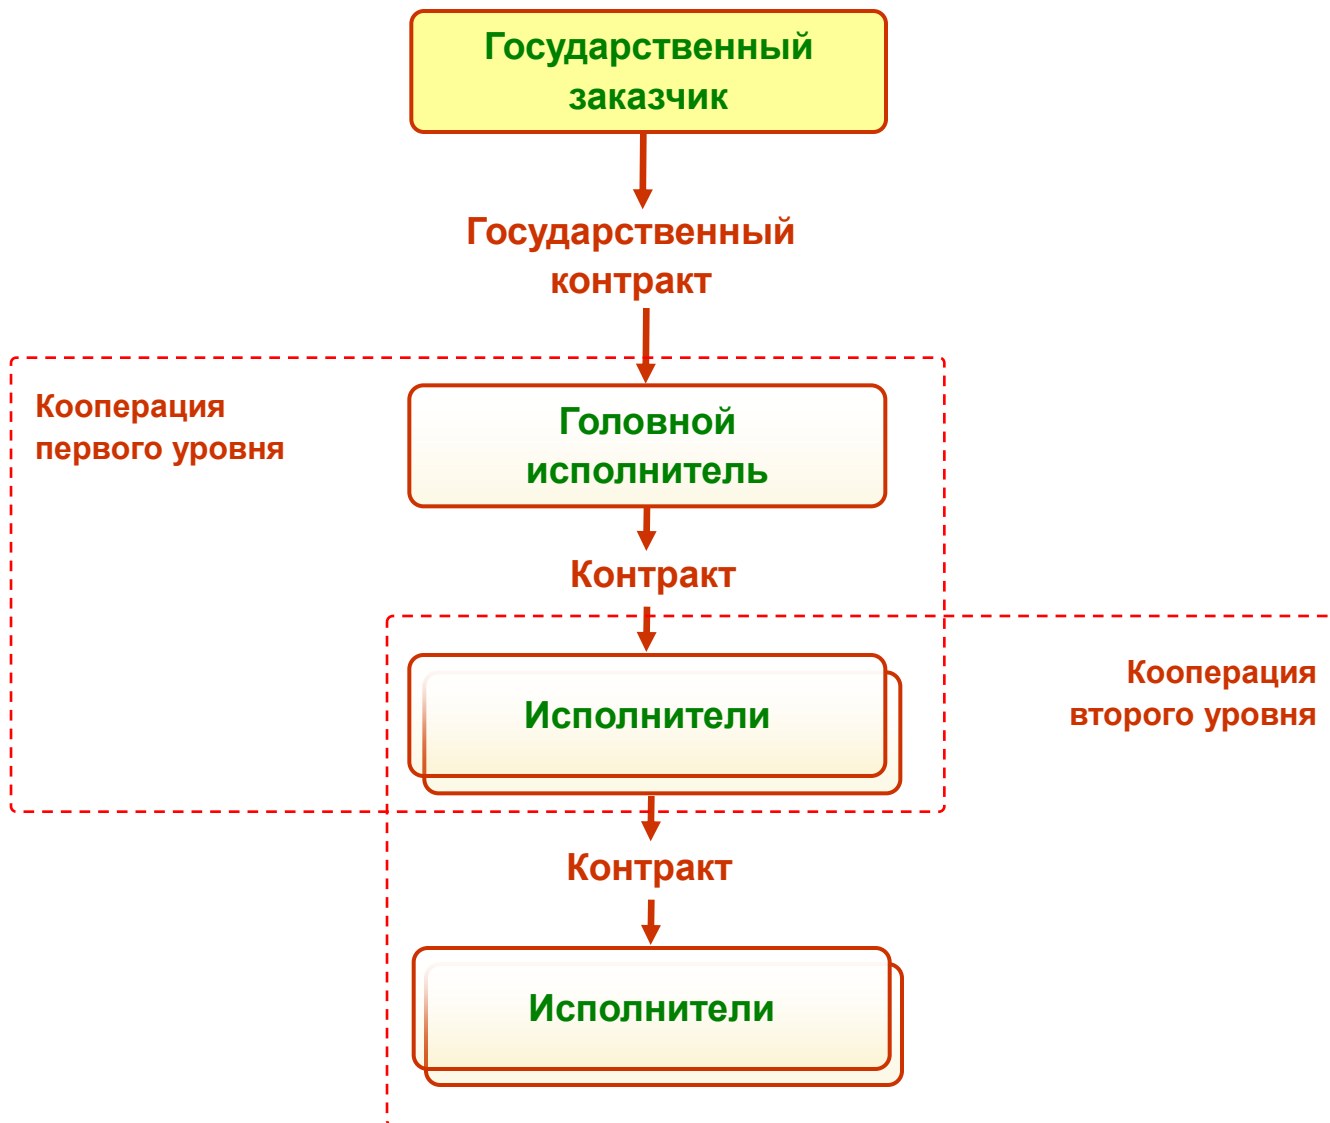 Государственный
заказчик
Государственный
контракт
Кооперация
первого уровня
Головной
исполнитель
Контракт
Исполнители
Кооперация
второго уровня
Контракт
Исполнители